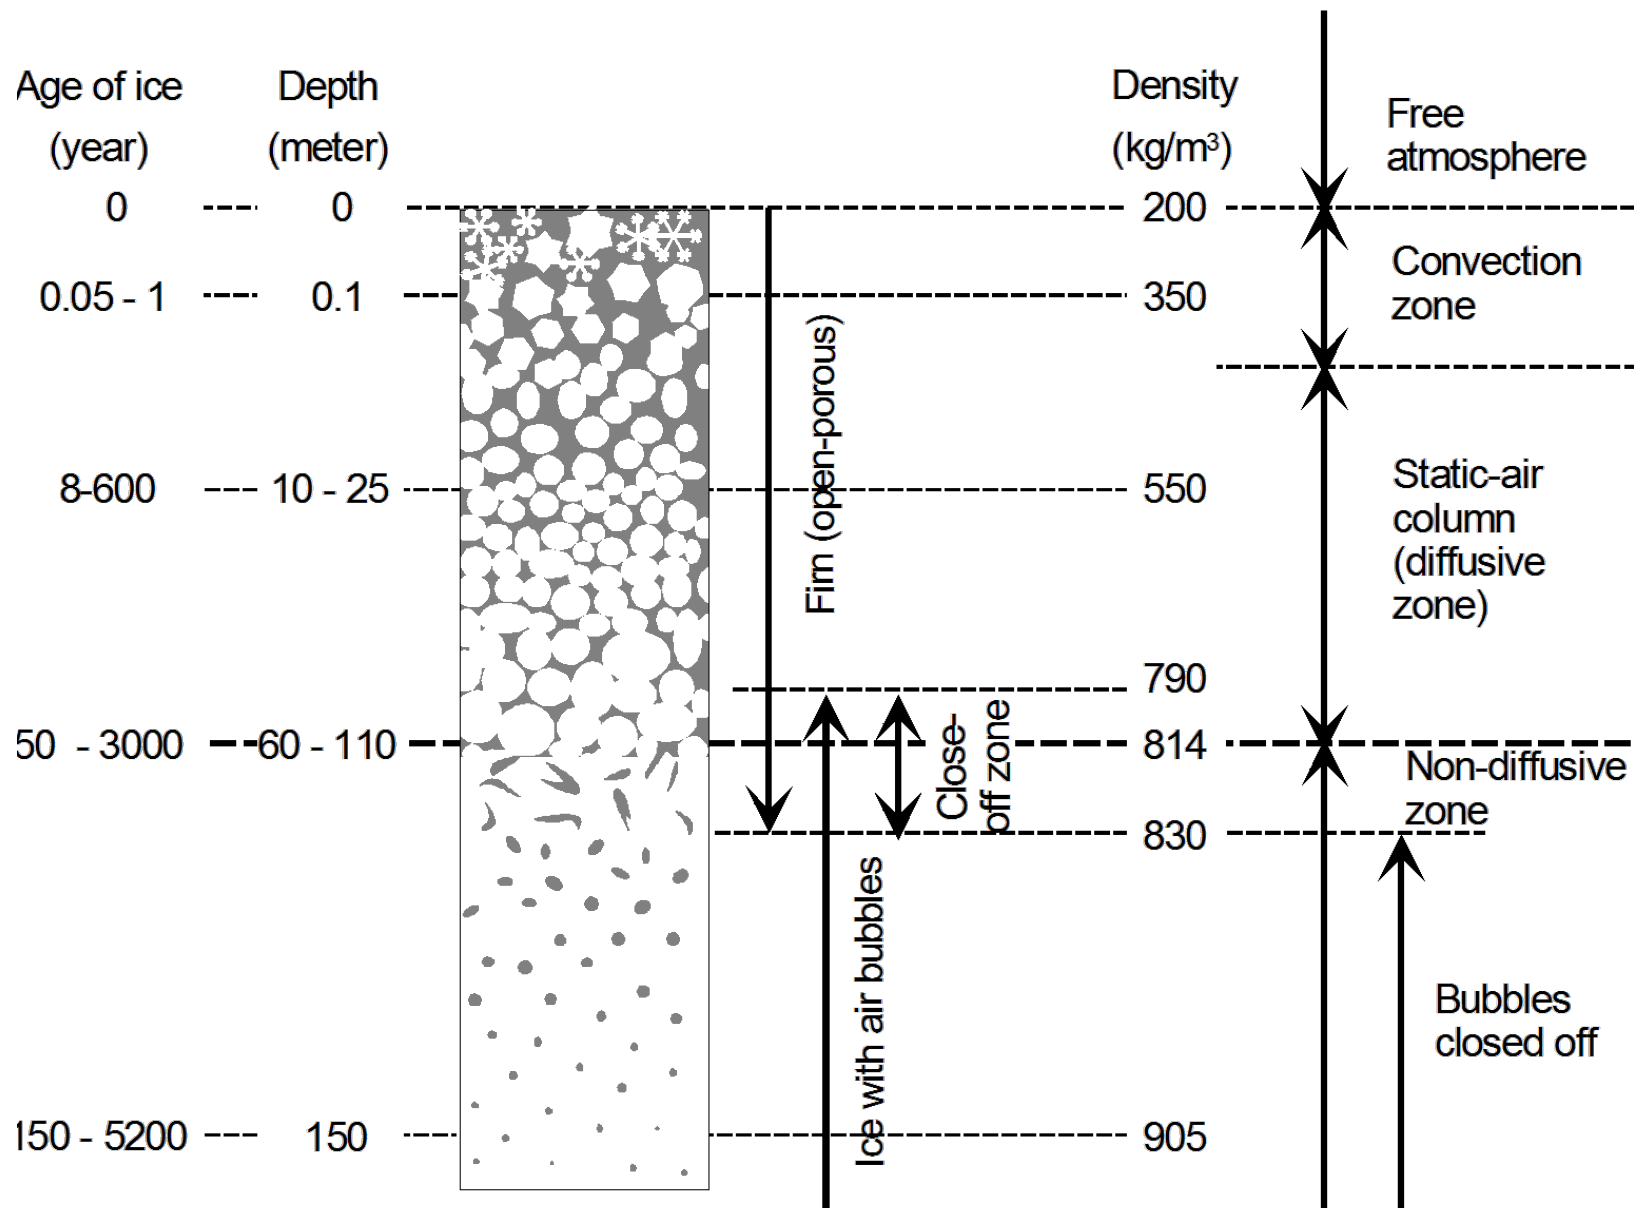 Age of ice
(year)
Depth
(meter)
Density
(kg/m³)
Free
atmosphere
0
0
200
Convection
zone
0.05 - 1
0.1
350
Firn (open-porous)
8-600
10 - 25
550
Static-air
column
(diffusive
zone)
790
50 - 3000
60 - 110
814
Close-
off zone
Non-diffusive
zone
830
Ice with air bubbles
Bubbles
closed off
150 - 5200
150
905